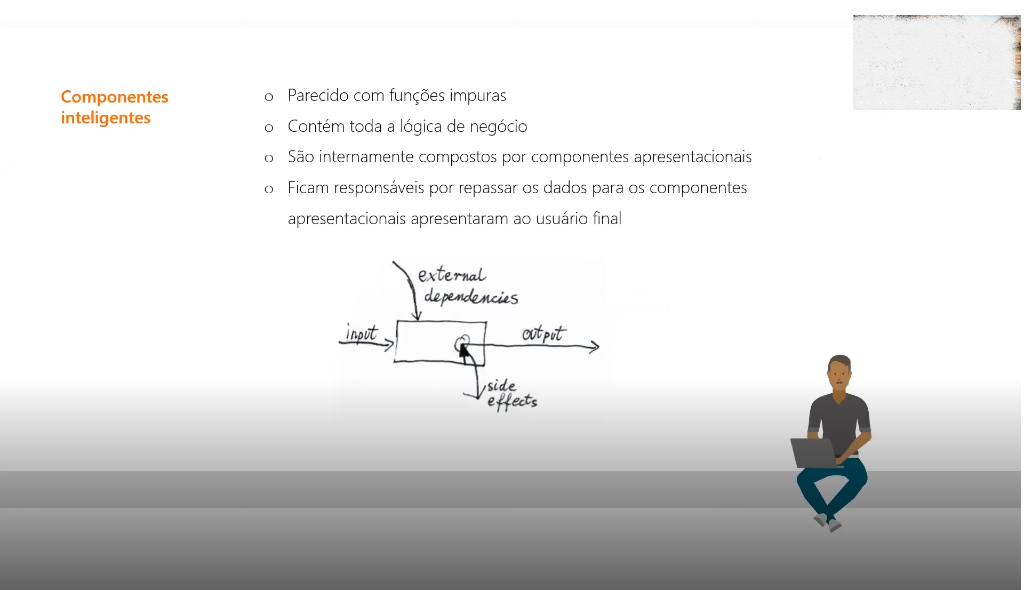 Componentes
inteligentes
o Parecido com funções impuras
o Contém toda a lógica de negócio
o São internamente compostos por componentes apresentacionais
o Ficam responsáveis por repassar os dados para os componentes
apresentacionais apresentaram ao usuário final
external
dependencies
input
output
side
effects